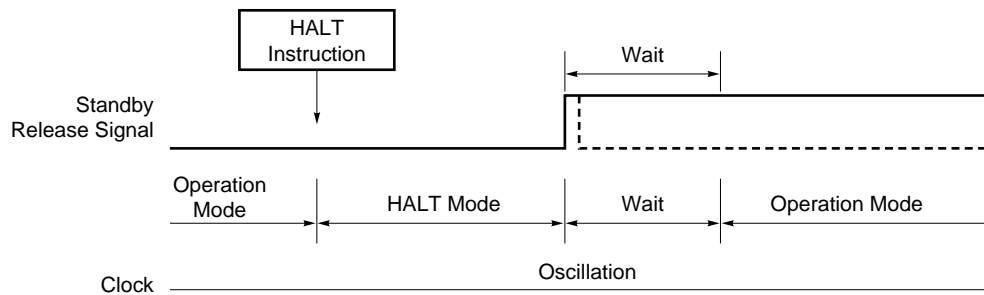 HALT
Instruction
Wait
Standby
Release Signal
Operation
Mode
HALT Mode
Wait
Operation Mode
Oscillation
Clock